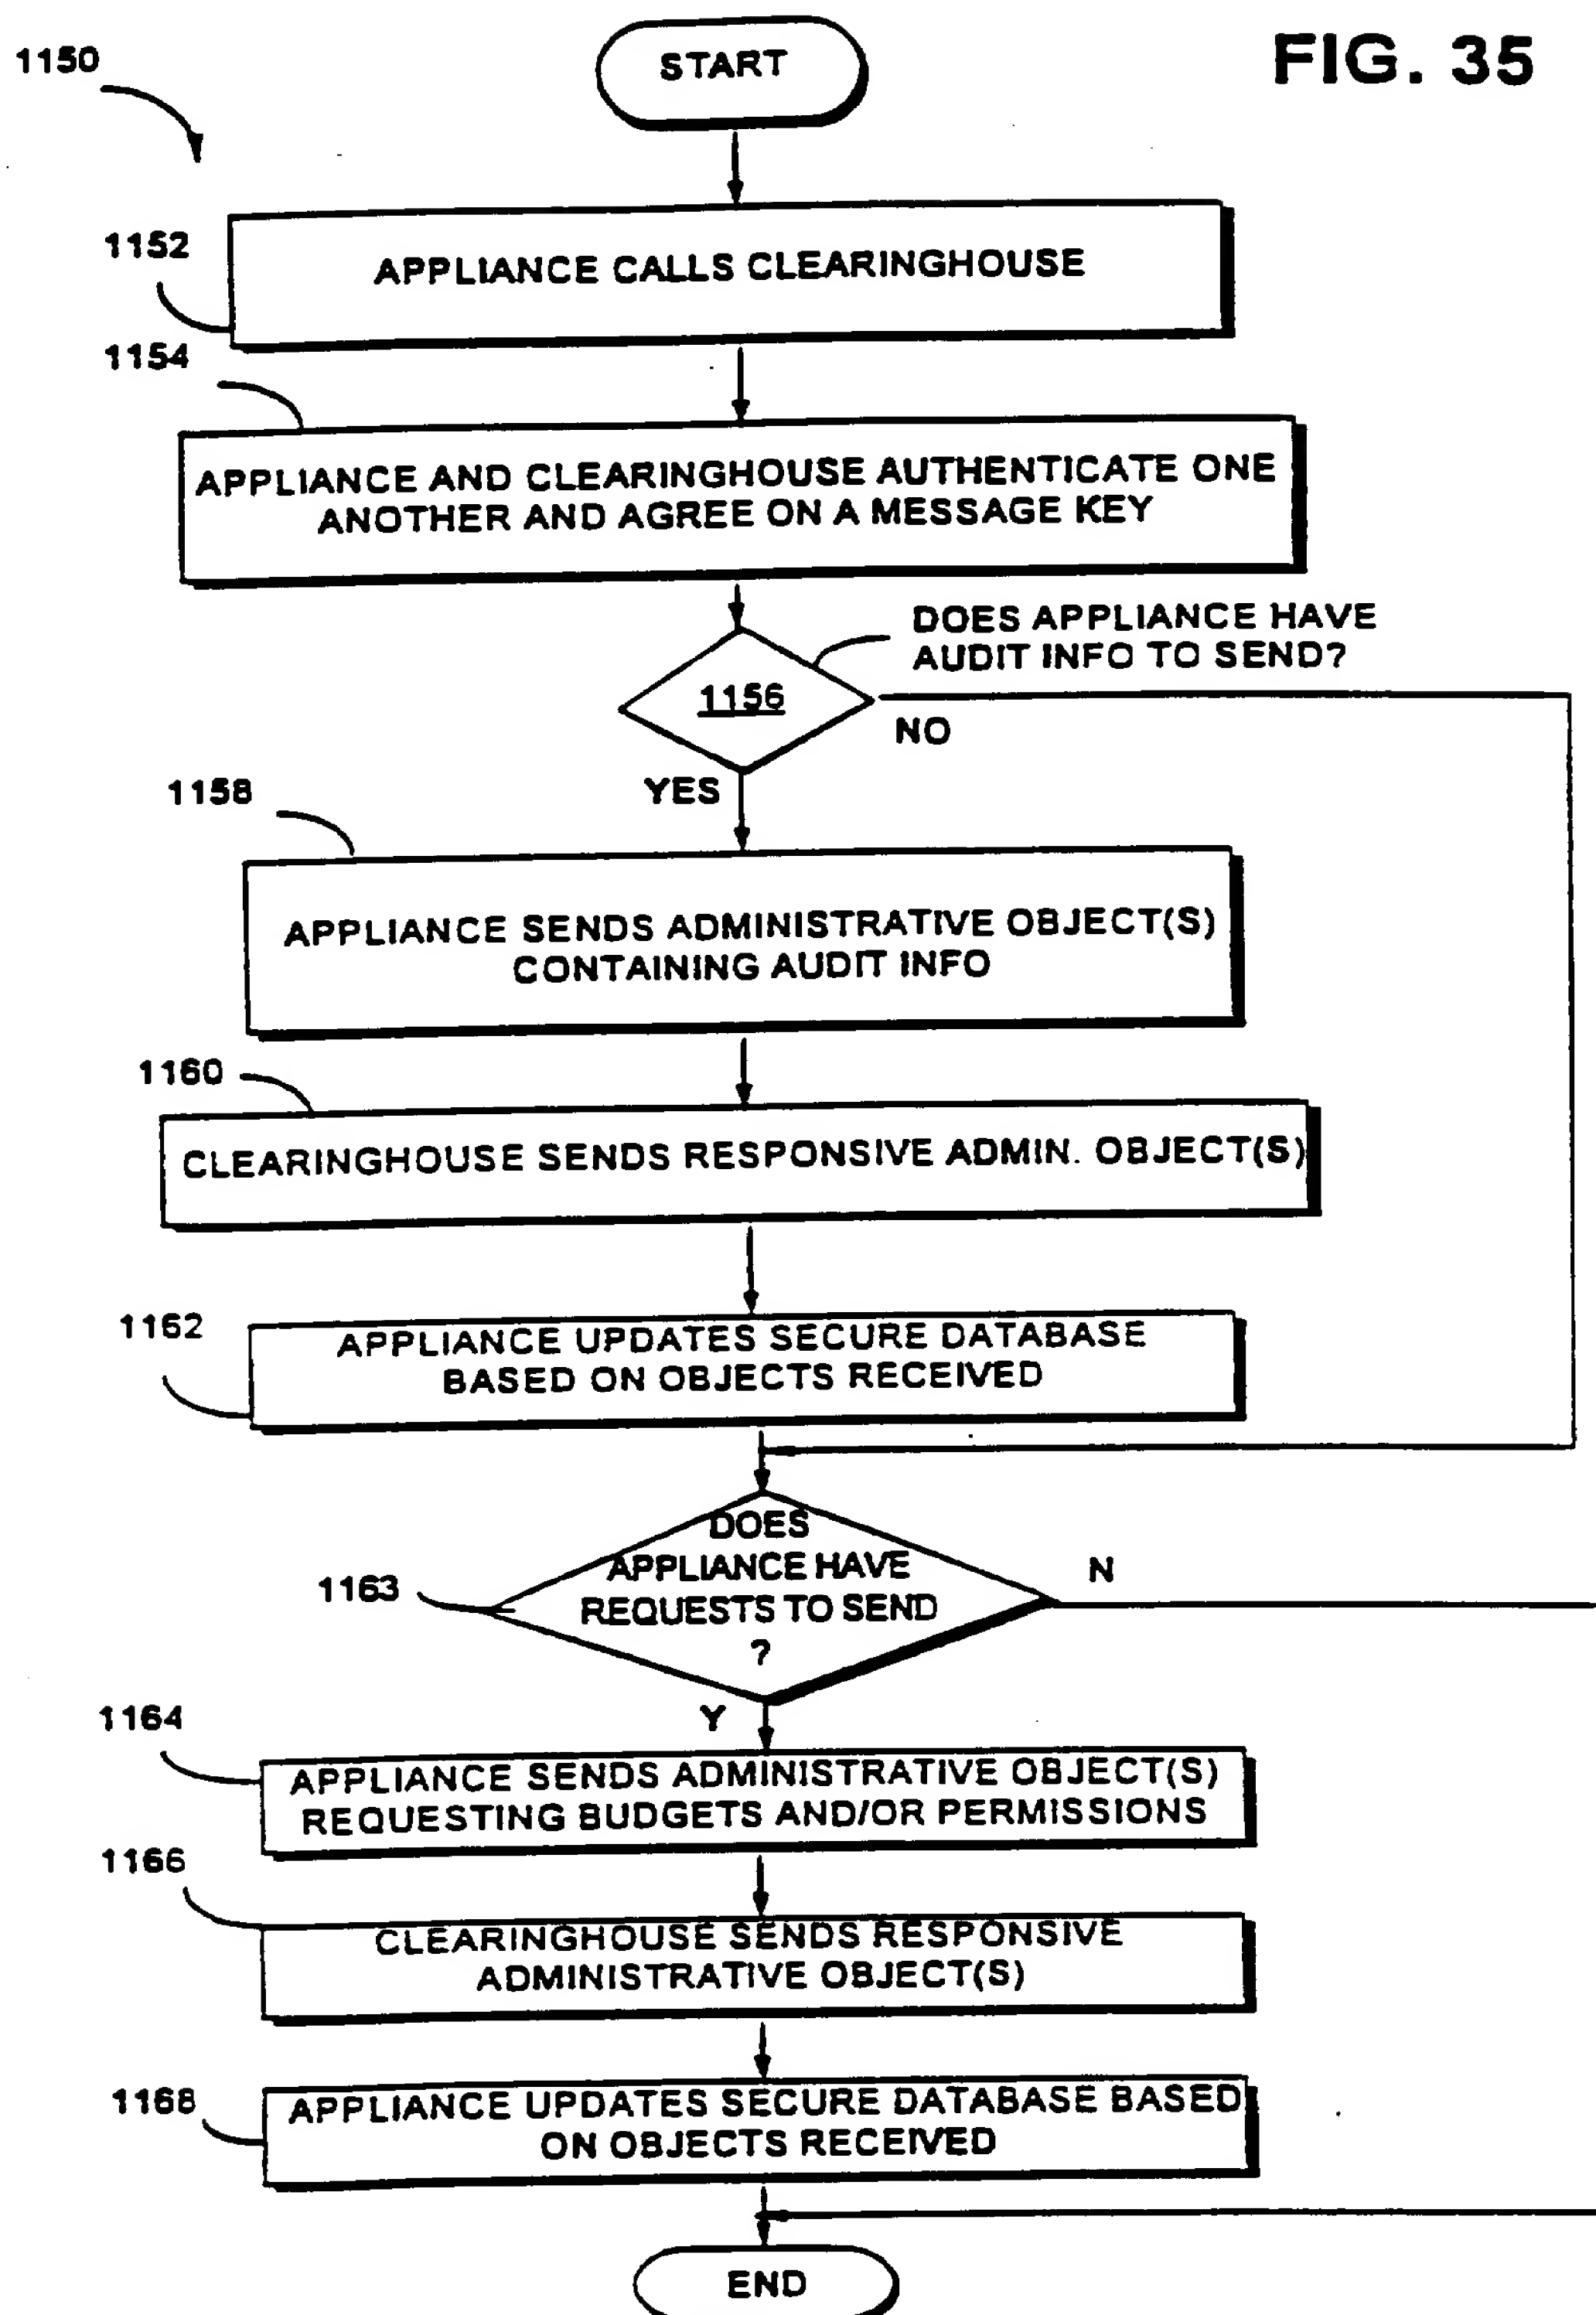 FIG. 35
1150
START
1152
APPLIANCE CALLS CLEARINGHOUSE
1154
APPLIANCE AND CLEARINGHOUSE AUTHENTICATE ONE
ANOTHER AND AGREE ON A MESSAGE KEY
DOES APPLIANCE HAVE
AUDIT INFO TO SEND?
1156
NO
YES
1158
APPLIANCE SENDS ADMINISTRATIVE OBJECT(S)
CONTAINING AUDIT INFO
1160
CLEARINGHOUSE SENDS RESPONSIVE ADMIN. OBJECT(S)
1162
APPLIANCE UPDATES SECURE DATABASE
BASED ON OBJECTS RECEIVED
1163
DOES
APPLIANCE HAVE
REQUESTS TO SEND
?
N
Y
1164
APPLIANCE SENDS ADMINISTRATIVE OBJECT(S)
REQUESTING BUDGETS AND/OR PERMISSIONS
1166
CLEARINGHOUSE SENDS RESPONSIVE
ADMINISTRATIVE OBJECT(S)
1168
APPLIANCE UPDATES SECURE DATABASE BASED
ON OBJECTS RECEIVED
END